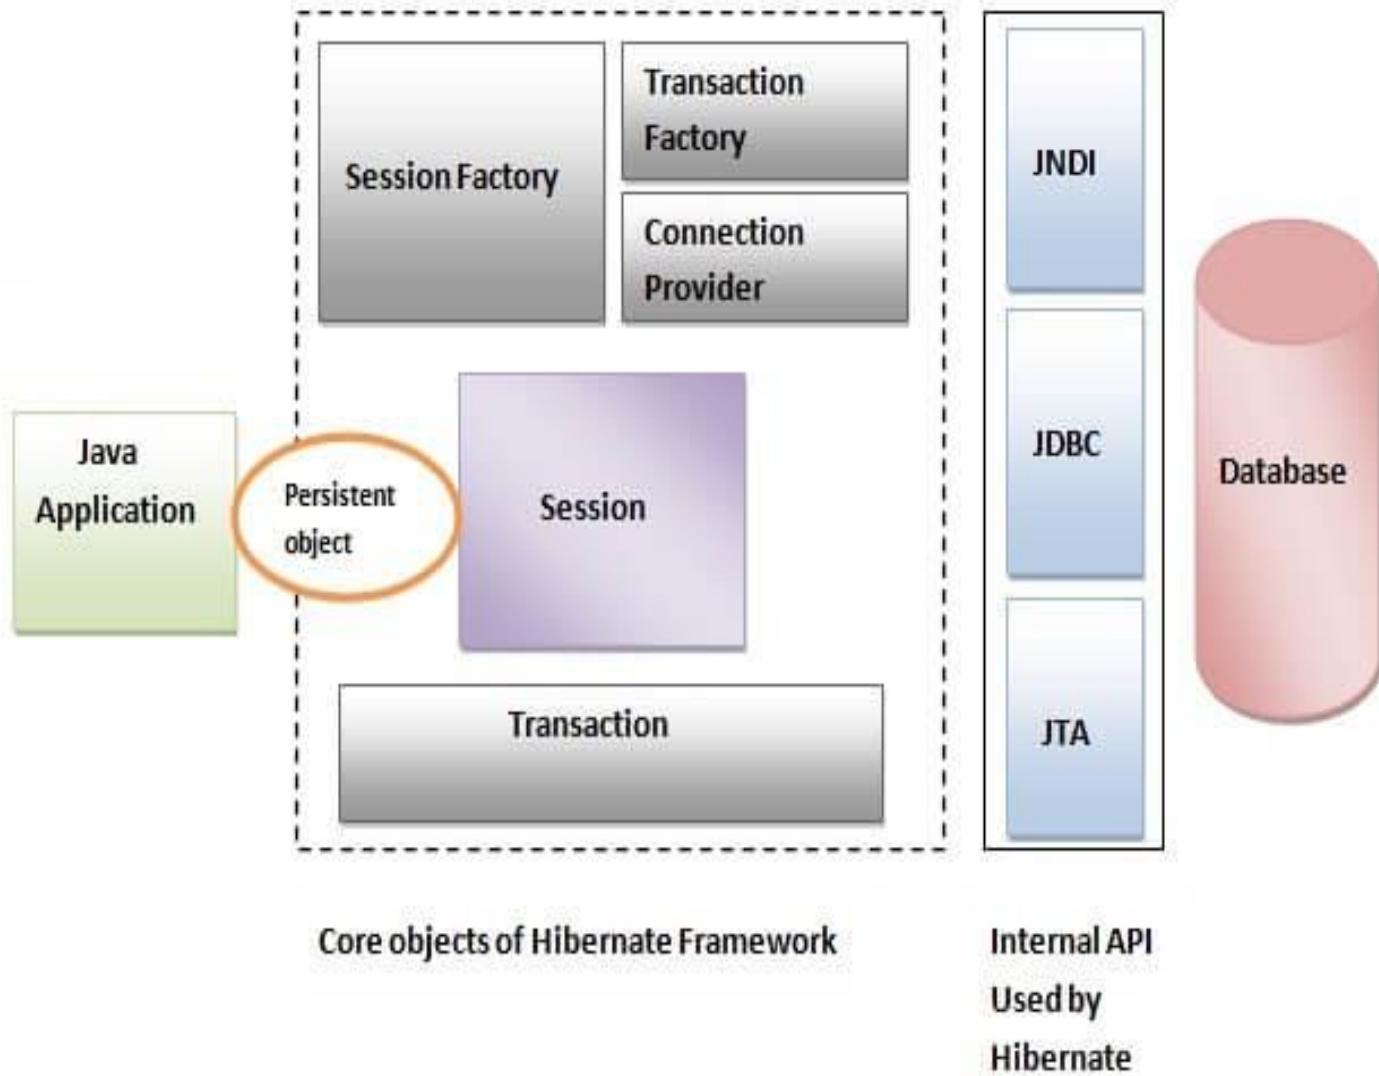 Session Factory
Transaction
Factory
Connection
Provider
JNDI
Java
Application
Persistent
object
Session
JDBC
Database
Transaction
JTA
Core objects of Hibernate Framework
Internal API
Used by
Hibernate